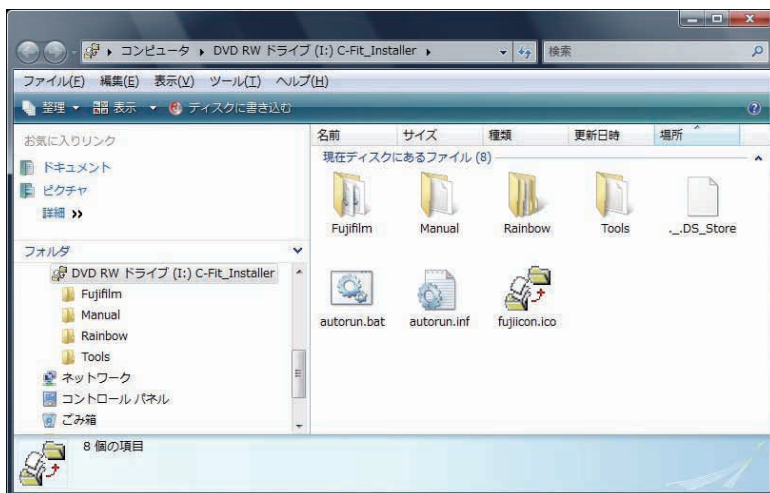 コンピュータ ▸ DVD RW ドライブ (I:) C-Fit_Installer ▸ 検索
ファイル(F) 編集(E) 表示(V) ツール(T) ヘルプ(H)
整理 表示 ディスクに書き込む
お気に入りリンク
ドキュメント
ピクチャ
詳細 >>
フォルダ
DVD RW ドライブ (I:) C-Fit_Installer
Fujifilm
Manual
Rainbow
Tools
ネットワーク
コントロール パネル
ごみ箱
名前 サイズ 種類 更新日時 場所
現在ディスクにあるファイル (8)
Fujifilm Manual Rainbow Tools ._.DS_Store
autorun.bat autorun.inf fujiicon.ico
8 個の項目